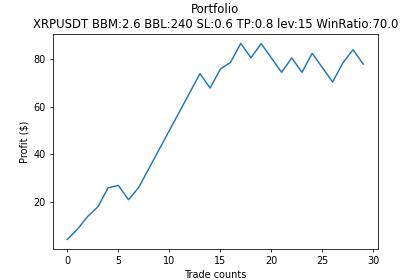 Portfolio
XRPUSDT BBM:2.6 BBL:240 SL:0.6 TP:0.8 lev:15 WinRatio:70.0
Profit ($)
80
60
40
20
0 5 10 15 20 25 30
Trade counts